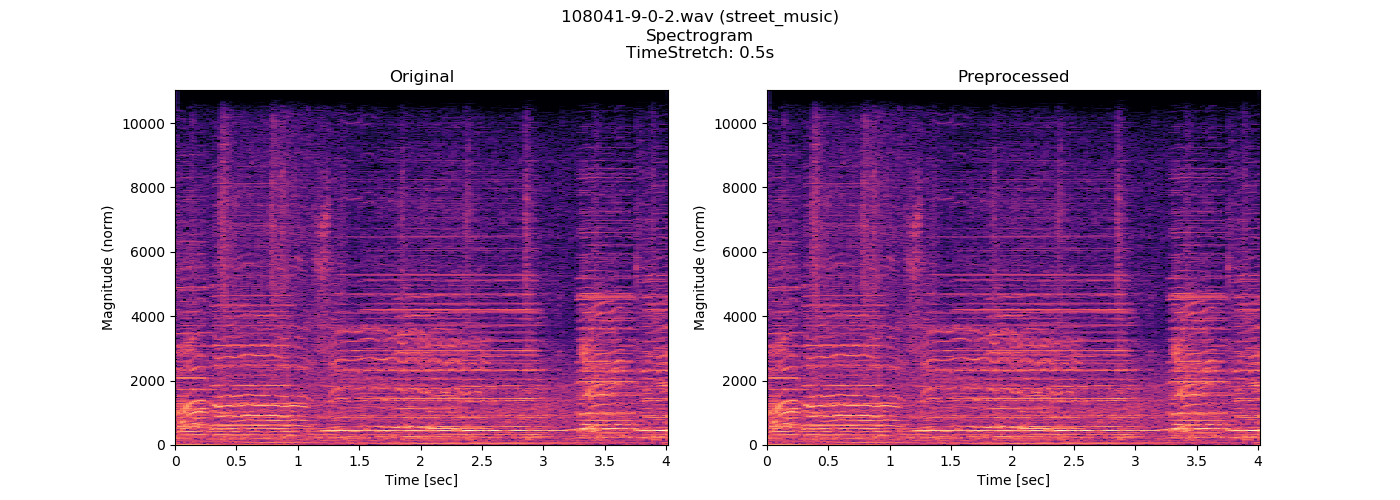 108041-9-0-2.wav (street_music)
Spectrogram
TimeStretch: 0.5s
Original
Preprocessed
Magnitude (norm)
10000
8000
6000
4000
2000
0
0 0.5 1 1.5 2 2.5 3 3.5 4
Time [sec]
Magnitude (norm)
10000
8000
6000
4000
2000
0
0 0.5 1 1.5 2 2.5 3 3.5 4
Time [sec]